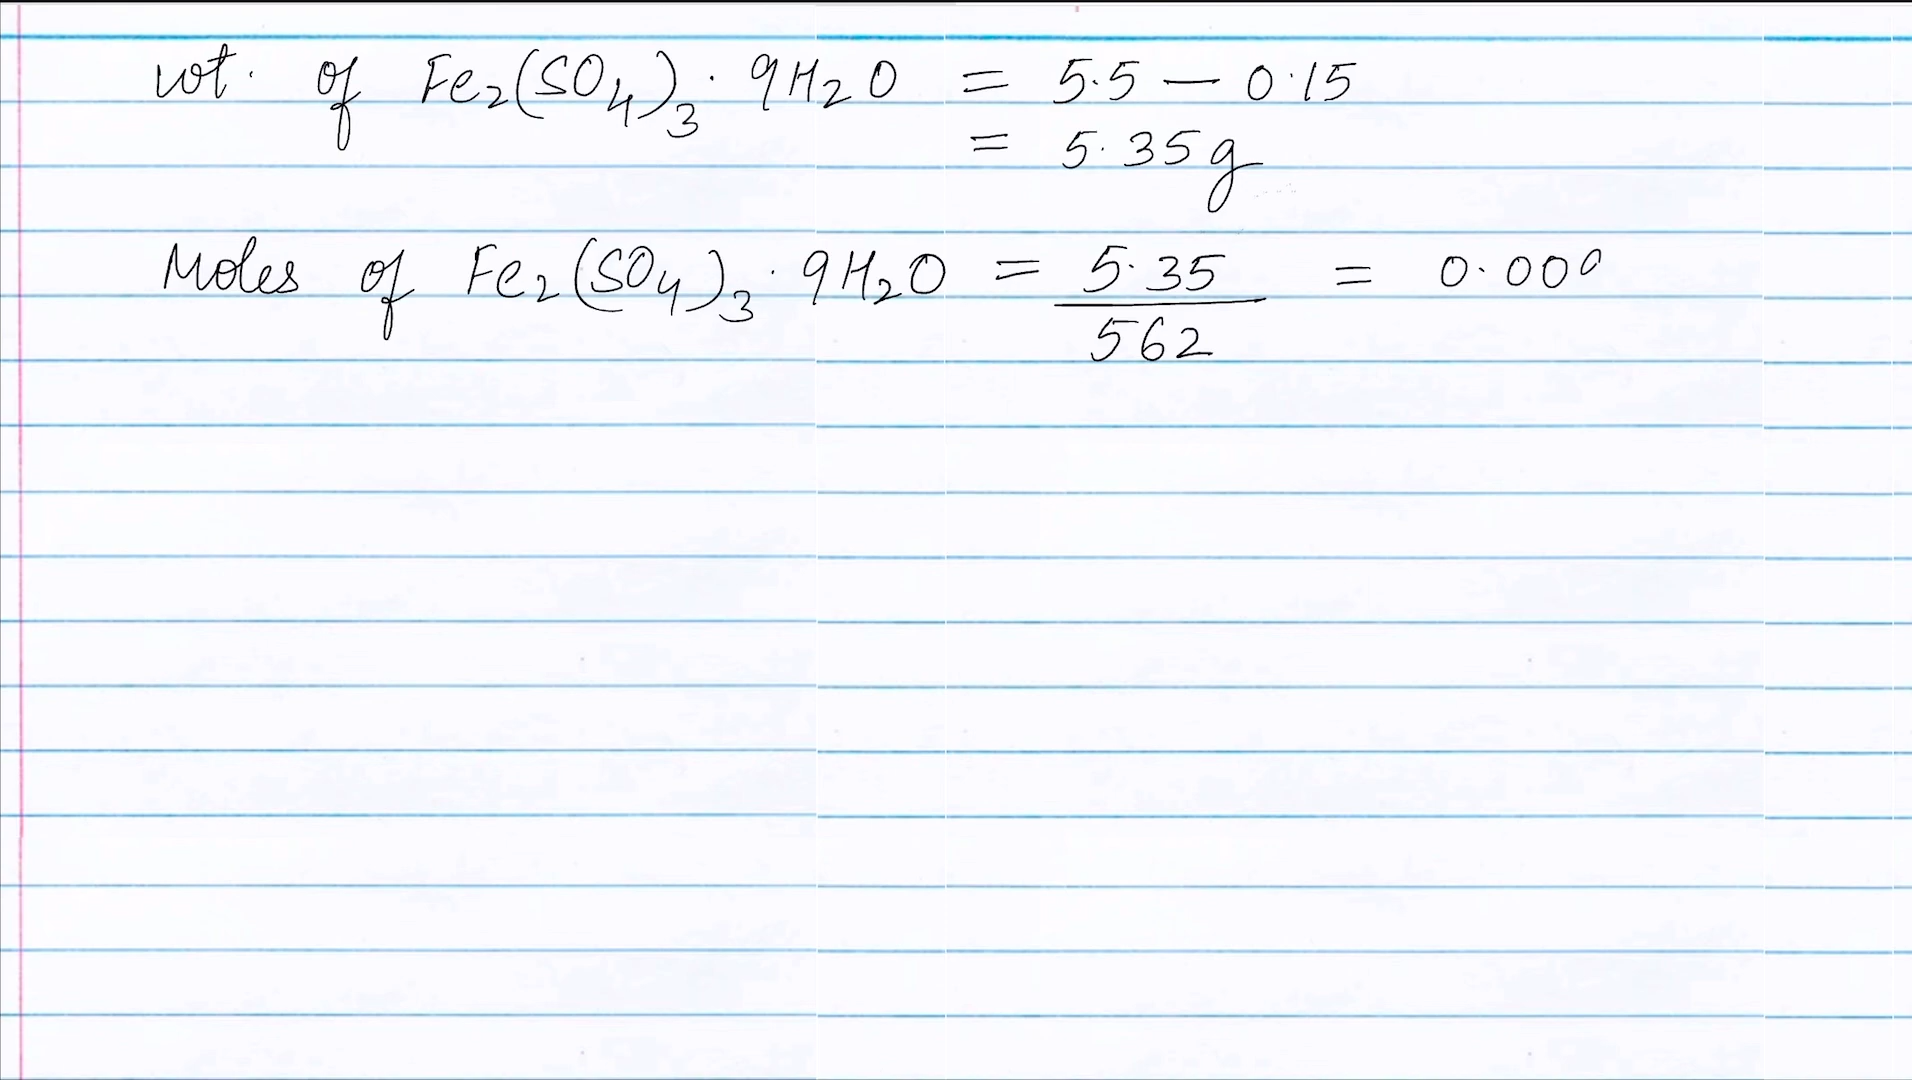 wt. of Fe₂(SO₄)₃ · 9H₂O = 5.5 — 0.15
= 5.35g
Moles of Fe₂(SO₄)₃ · 9H₂O = 5.35 = 0.00
562